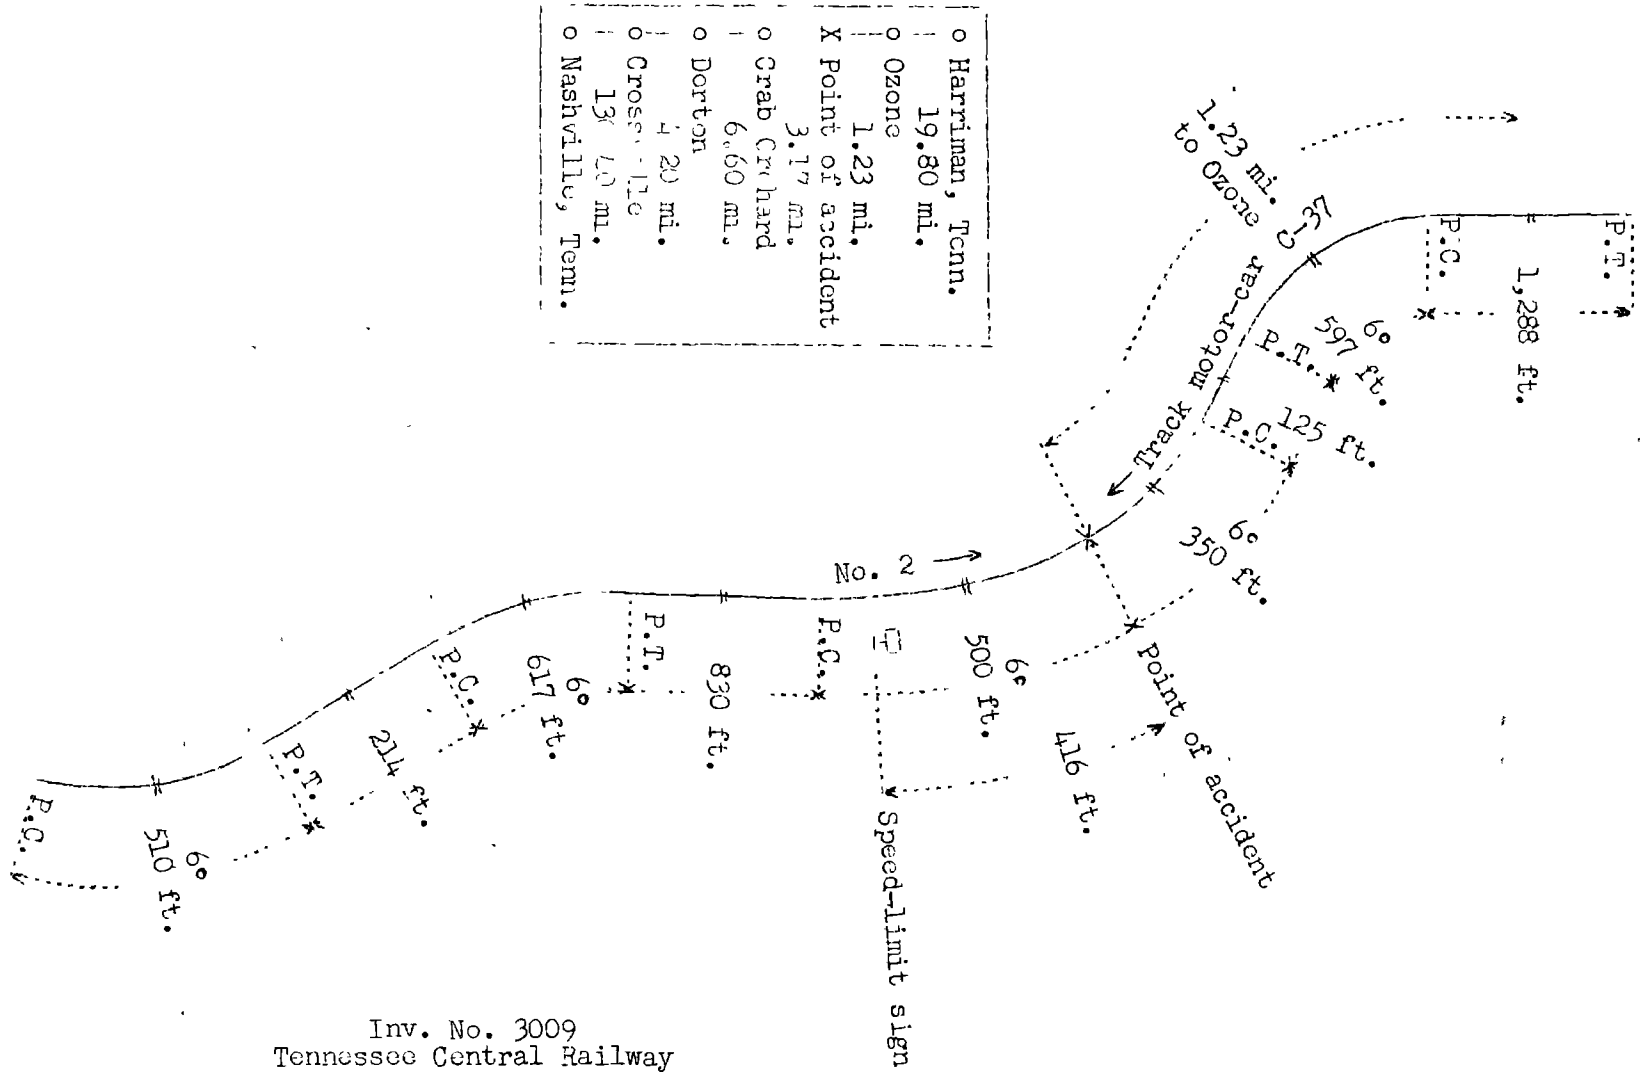 o Harriman, Tenn.
19.80 mi.
o Ozone
1.23 mi.
X Point of accident
3.17 mi.
o Crab Orchard
6.60 mi.
o Dorton
4.20 mi.
o
mi.
o Nashville, Tenn.
1.23 mi.
to Ozone
Track motor-car C-37
P.T.
1,288 ft.
P.C.
6°
597 ft.
P.T.
125 ft.
P.C.
6°
350 ft.
Point of accident
No. 2
6°
500 ft.
416 ft.
Speed-limit sign
P.C.
830 ft.
P.T.
6°
617 ft.
P.C.
214 ft.
P.T.
6°
510 ft.
P.C.
Inv. No. 3009
Tennessee Central Railway